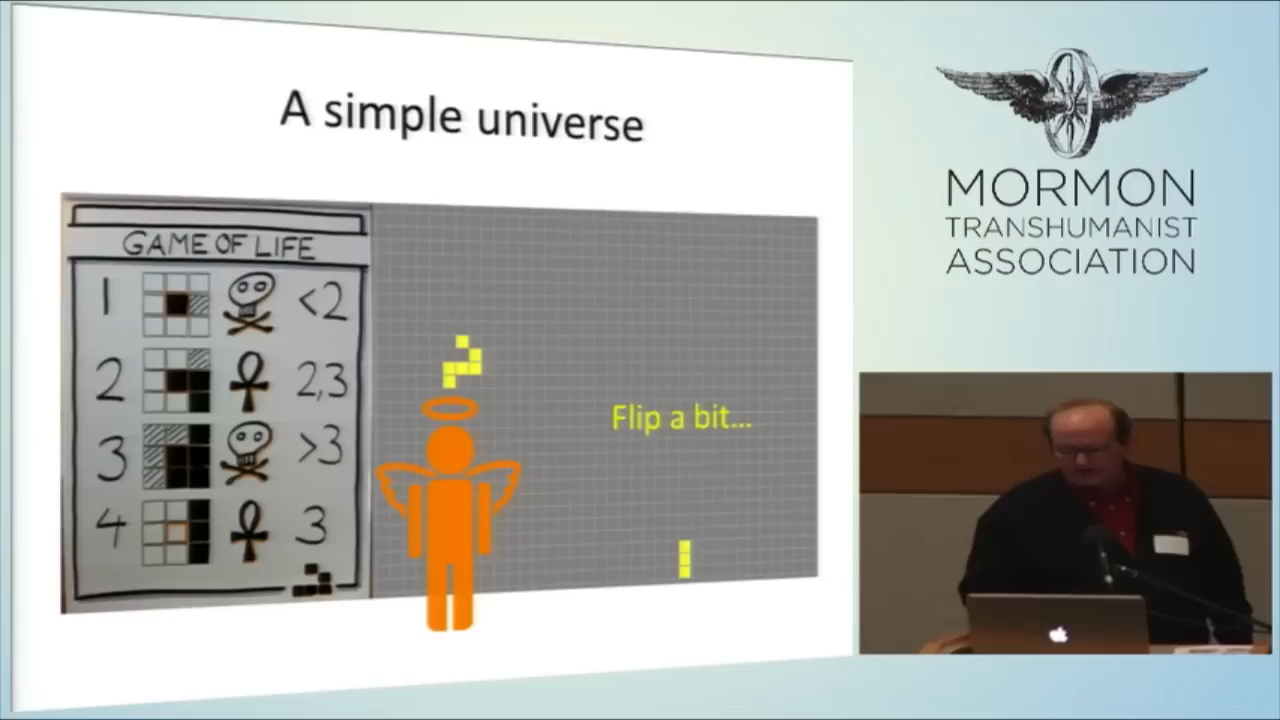 A simple universe
GAME OF LIFE
1 <2
2 2,3
3 >3
4 3
Flip a bit...
MORMON
TRANSHUMANIST
ASSOCIATION